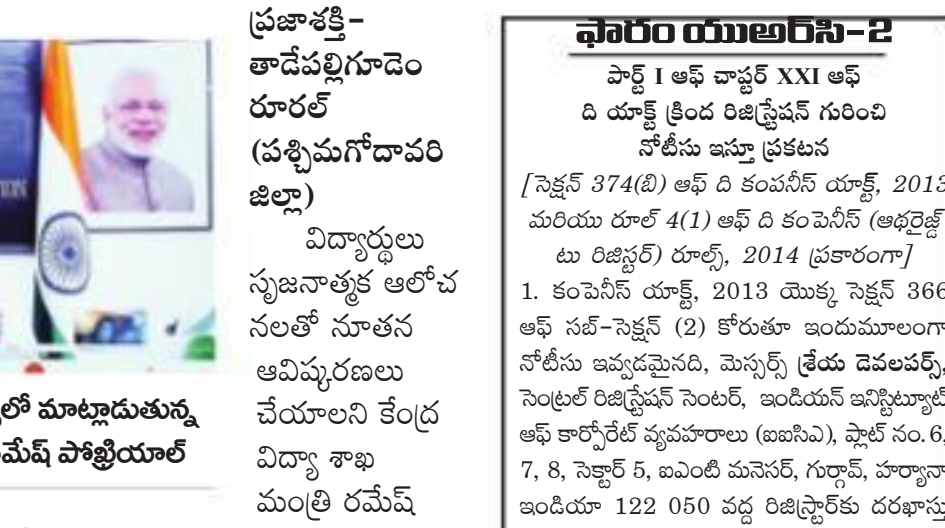 లో మాట్లాడుతున్న
మేష్ పోఖ్రియాల్
ప్రజాశక్తి–
తాడేపల్లిగూడెం
రూరల్
(పశ్చిమగోదావరి
జిల్లా)
విద్యార్థులు
సృజనాత్మక ఆలోచ
నలతో నూతన
ఆవిష్కరణలు
చేయాలని కేంద్ర
విద్యా శాఖ
మంత్రి రమేష్
ఫారం యుఆర్‌సి–2
పార్ట్ I ఆఫ్ చాప్టర్ XXI ఆఫ్
ది యాక్ట్ క్రింద రిజిస్ట్రేషన్ గురించి
నోటీసు ఇస్తూ ప్రకటన
[సెక్షన్ 374(బి) ఆఫ్ ది కంపనీస్ యాక్ట్, 2013
మరియు రూల్ 4(1) ఆఫ్ ది కంపెనీస్ (ఆథరైజ్డ్
టు రిజిస్టర్) రూల్స్, 2014 ప్రకారంగా]
1. కంపెనీస్ యాక్ట్, 2013 యొక్క సెక్షన్ 366
ఆఫ్ సబ్–సెక్షన్ (2) కోరుతూ ఇందుమూలంగా
నోటీసు ఇవ్వడమైనది, మెస్సర్స్ శ్రేయ డెవలపర్స్,
సెంట్రల్ రిజిస్ట్రేషన్ సెంటర్, ఇండియన్ ఇనిస్టిట్యూట్
ఆఫ్ కార్పోరేట్ వ్యవహరాలు (ఐఐసిఎ), ప్లాట్ నం. 6,
7, 8, సెక్టార్ 5, ఐఎంటి మనెసర్, గుర్గావ్, హర్యానా
ఇండియా 122 050 వద్ద రిజిస్ట్రార్‌కు దరఖాస్తు